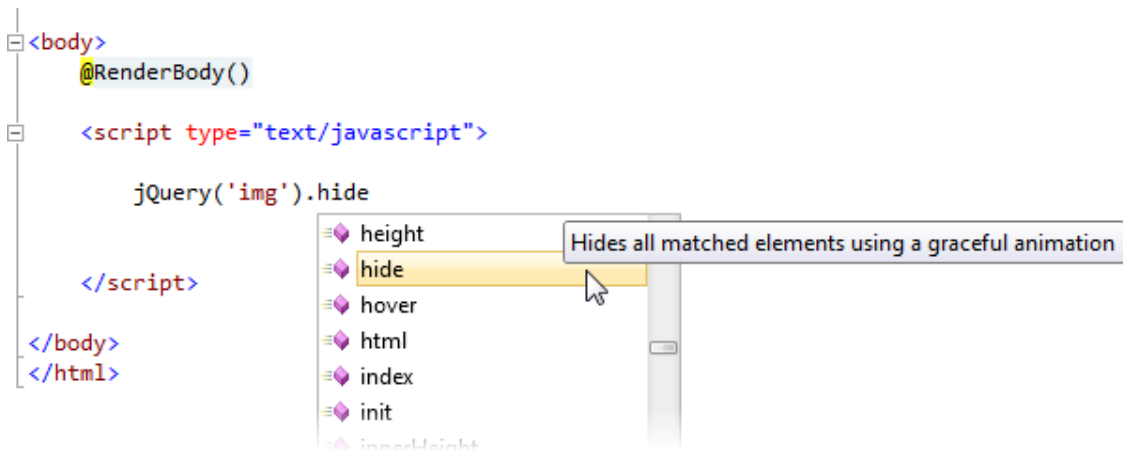 <body>
@RenderBody()
<script type="text/javascript">
jQuery('img').hide
height
Hides all matched elements using a graceful animation
hide
</script>
hover
html
</body>
index
</html>
init
innerHeight